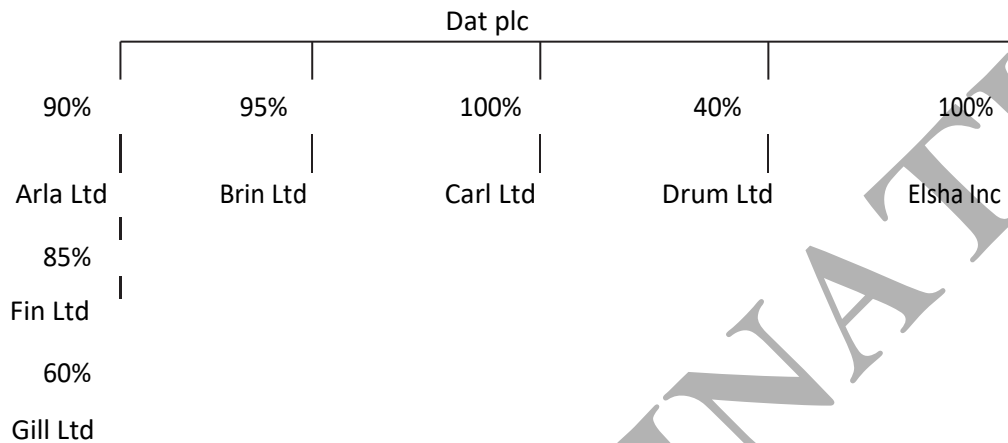 Dat plc
90% 95% 100% 40% 100%
Arla Ltd Brin Ltd Carl Ltd Drum Ltd Elsha Inc
85%
Fin Ltd
60%
Gill Ltd